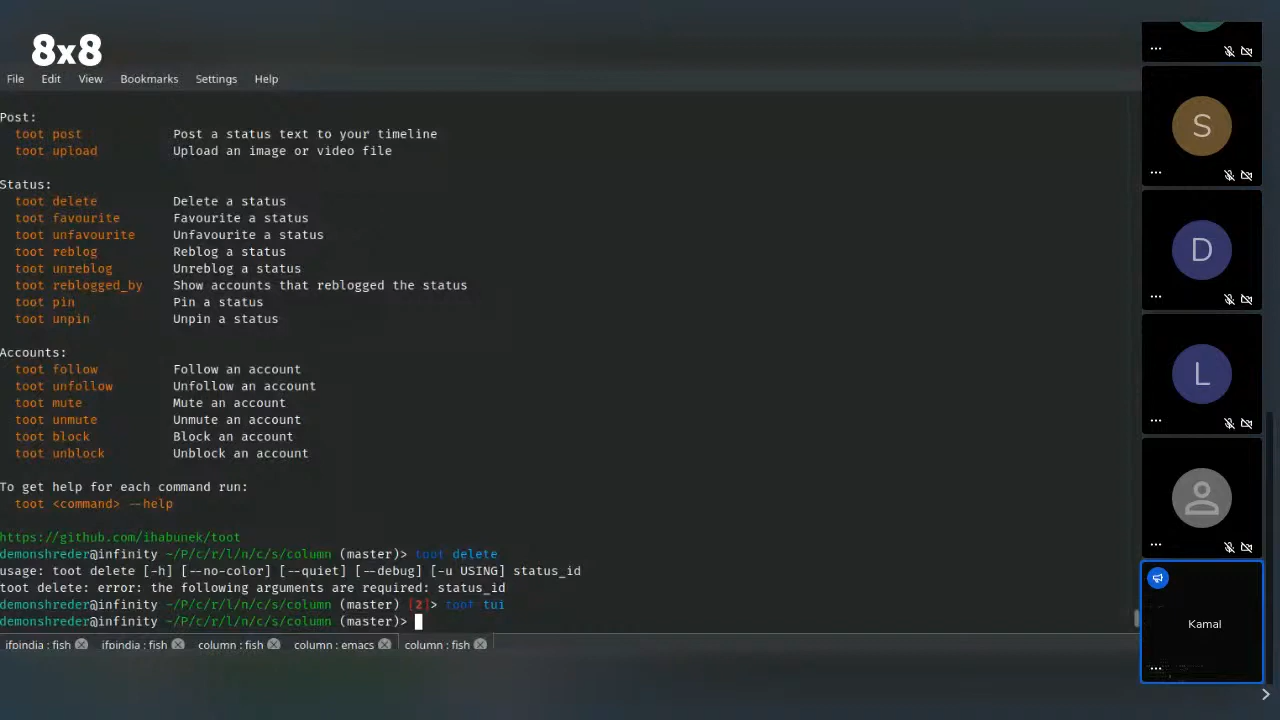 8x8
File Edit View Bookmarks Settings Help
Post:
toot post Post a status text to your timeline
toot upload Upload an image or video file
Status:
toot delete Delete a status
toot favourite Favourite a status
toot unfavourite Unfavourite a status
toot reblog Reblog a status
toot unreblog Unreblog a status
toot reblogged_by Show accounts that reblogged the status
toot pin Pin a status
toot unpin Unpin a status
Accounts:
toot follow Follow an account
toot unfollow Unfollow an account
toot mute Mute an account
toot unmute Unmute an account
toot block Block an account
toot unblock Unblock an account
To get help for each command run:
toot <command> --help
https://github.com/ihabunek/toot
demonshreder@infinity ~/P/c/r/l/n/c/s/column (master)> toot delete
usage: toot delete [-h] [--no-color] [--quiet] [--debug] [-u USING] status_id
toot delete: error: the following arguments are required: status_id
demonshreder@infinity ~/P/c/r/l/n/c/s/column (master) [2]> toot tui
demonshreder@infinity ~/P/c/r/l/n/c/s/column (master)>
ifpindia : fish ifpindia : fish column : fish column : emacs column : fish
S
D
L
Kamal